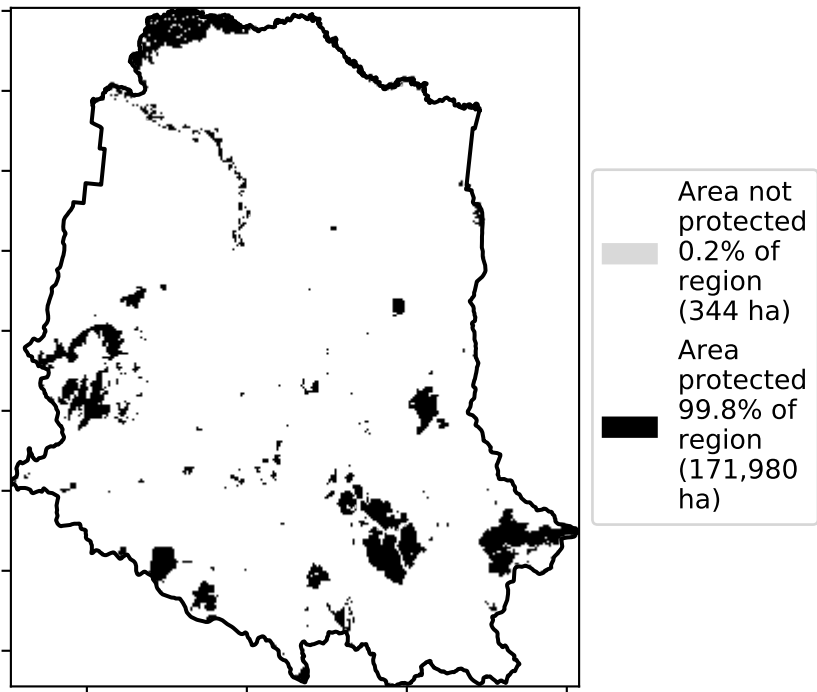 Area not
protected
0.2% of
region
(344 ha)
Area
protected
99.8% of
region
(171,980
ha)